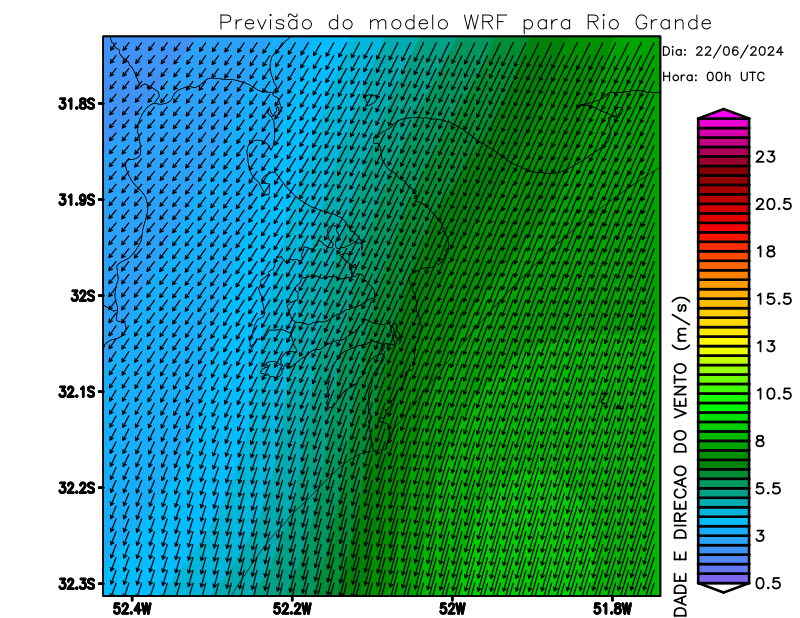 Previsão do modelo WRF para Rio Grande
Dia: 22/06/2024
Hora: 00h UTC
31.8S
31.9S
32S
32.1S
32.2S
32.3S
52.4W
52.2W
52W
51.8W
23
20.5
18
15.5
13
10.5
8
5.5
3
0.5
DADE E DIRECAO DO VENTO (m/s)